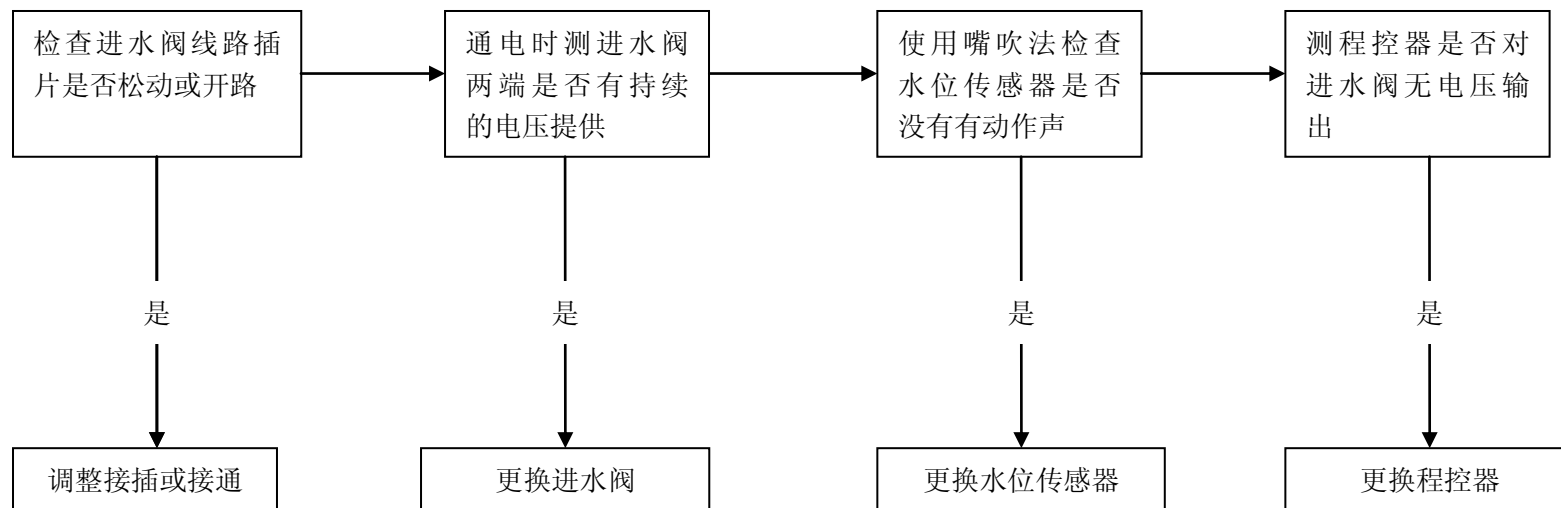 检查进水阀线路插
片是否松动或开路
通电时测进水阀
两端是否有持续
的电压提供
使用嘴吹法检查
水位传感器是否
没有有动作声
测程控器是否对
进水阀无电压输
出
是
是
是
是
调整接插或接通
更换进水阀
更换水位传感器
更换程控器